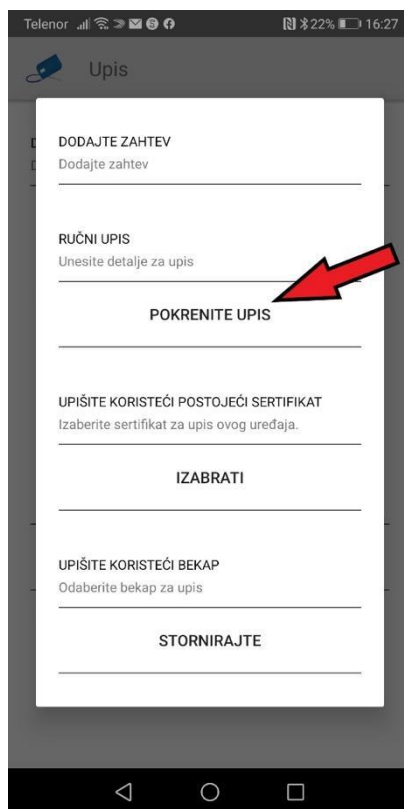 Telenor 22% 16:27
Upis
DODAJTE ZAHTEV
Dodajte zahtev
RUČNI UPIS
Unesite detalje za upis
POKRENITE UPIS
UPIŠITE KORISTEĆI POSTOJEĆI SERTIFIKAT
Izaberite sertifikat za upis ovog uređaja.
IZABRATI
UPIŠITE KORISTEĆI BEKAP
Odaberite bekap za upis
STORNIRAJTE